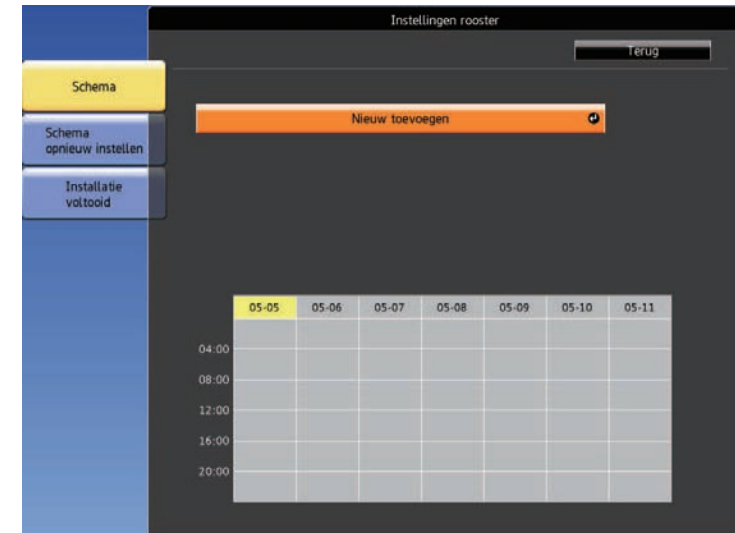 Instellingen rooster
Terug
Schema
Nieuw toevoegen
Schema
opnieuw instellen
Installatie
voltooid
05-05 05-06 05-07 05-08 05-09 05-10 05-11
04:00
08:00
12:00
16:00
20:00